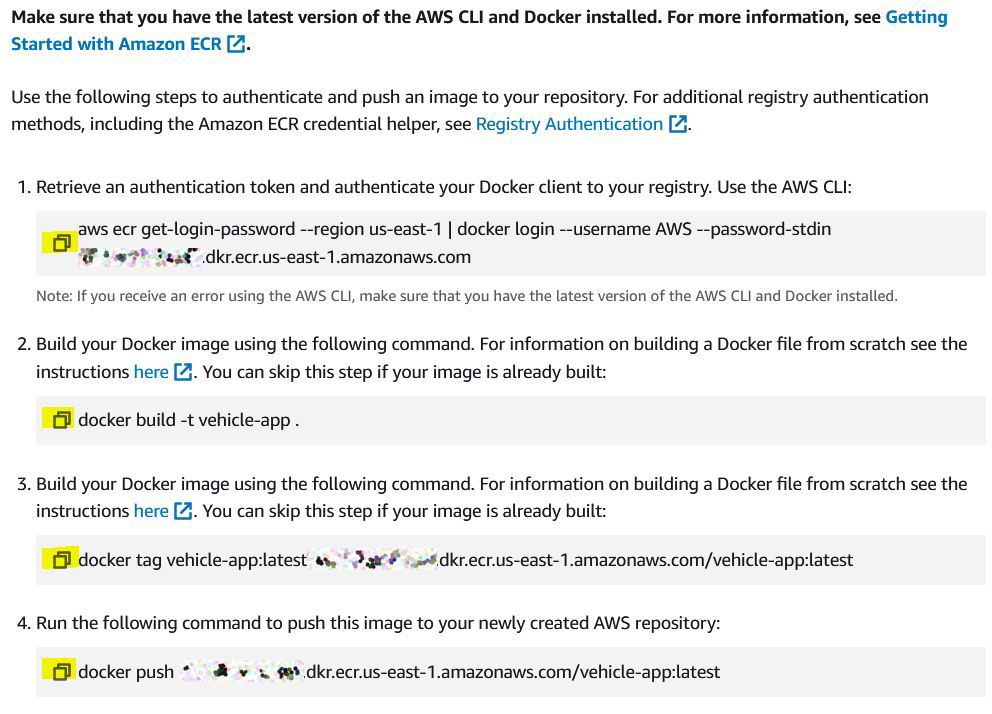 Make sure that you have the latest version of the AWS CLI and Docker installed. For more information, see Getting
Started with Amazon ECR.
Use the following steps to authenticate and push an image to your repository. For additional registry authentication
methods, including the Amazon ECR credential helper, see Registry Authentication.
1. Retrieve an authentication token and authenticate your Docker client to your registry. Use the AWS CLI:
aws ecr get-login-password --region us-east-1 | docker login --username AWS --password-stdin
.dkr.ecr.us-east-1.amazonaws.com
Note: If you receive an error using the AWS CLI, make sure that you have the latest version of the AWS CLI and Docker installed.
2. Build your Docker image using the following command. For information on building a Docker file from scratch see the
instructions here. You can skip this step if your image is already built:
docker build -t vehicle-app .
3. Build your Docker image using the following command. For information on building a Docker file from scratch see the
instructions here. You can skip this step if your image is already built:
docker tag vehicle-app:latest .dkr.ecr.us-east-1.amazonaws.com/vehicle-app:latest
4. Run the following command to push this image to your newly created AWS repository:
docker push .dkr.ecr.us-east-1.amazonaws.com/vehicle-app:latest